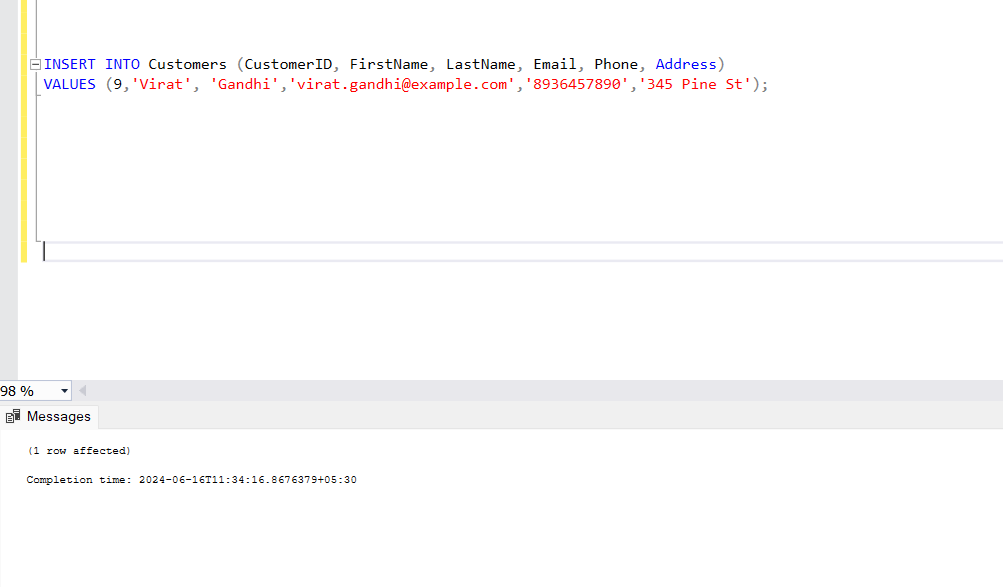 INSERT INTO Customers (CustomerID, FirstName, LastName, Email, Phone, Address)
VALUES (9,'Virat', 'Gandhi','virat.gandhi@example.com','8936457890','345 Pine St');
98 %
Messages
(1 row affected)
Completion time: 2024-06-16T11:34:16.8676379+05:30